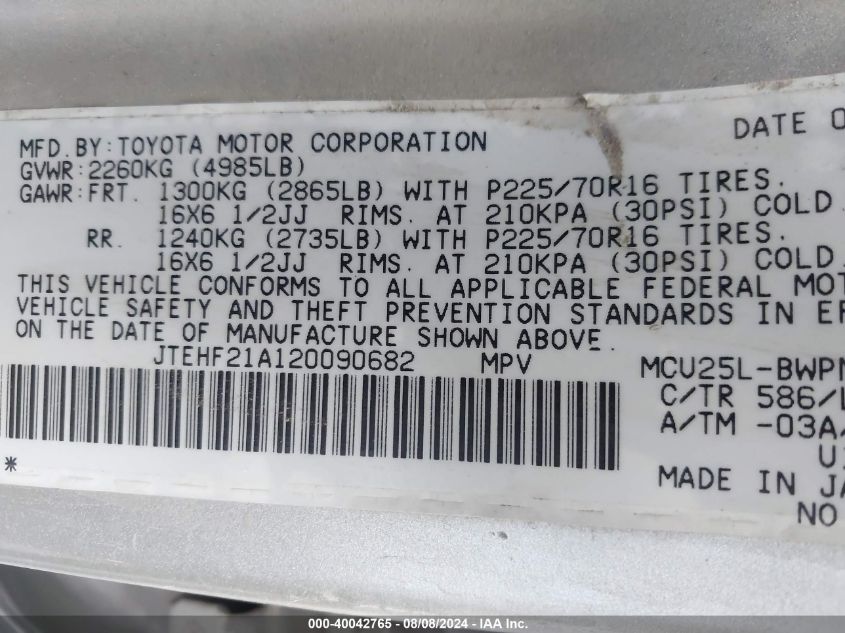 MFD. BY: TOYOTA MOTOR CORPORATION DATE
GVWR: 2260KG (4985LB)
GAWR: FRT. 1300KG (2865LB) WITH P225/70R16 TIRES.
16X6 1/2JJ RIMS. AT 210KPA (30PSI) COLD.
RR. 1240KG (2735LB) WITH P225/70R16 TIRES.
16X6 1/2JJ RIMS. AT 210KPA (30PSI) COLD.
THIS VEHICLE CONFORMS TO ALL APPLICABLE FEDERAL
VEHICLE SAFETY AND THEFT PREVENTION STANDARDS IN
ON THE DATE OF MANUFACTURE SHOWN ABOVE.
JTEHF21A120090682 MPV MCU25L-BWPN
C/TR 586/
A/TM -03A/
*
MADE IN
NO
000-40042765 - 08/08/2024 - IAA Inc.